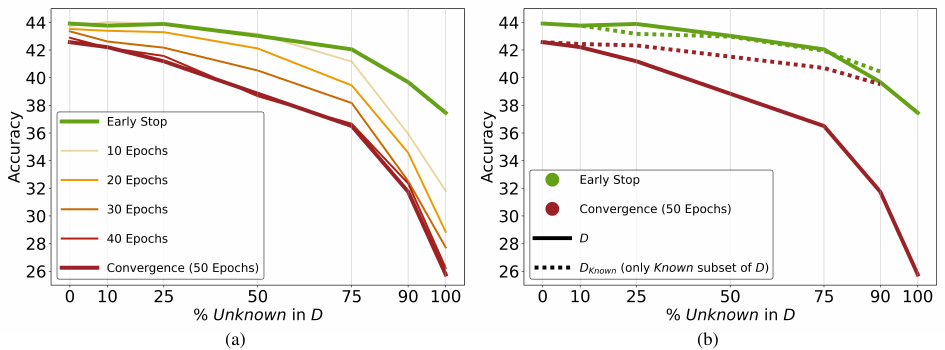 44
42
40
38
36
34
32
30
28
26
Accuracy
Early Stop
10 Epochs
20 Epochs
30 Epochs
40 Epochs
Convergence (50 Epochs)
0 10 25 50 75 90 100
% Unknown in D
(a)
44
42
40
38
36
34
32
30
28
26
Accuracy
Early Stop
Convergence (50 Epochs)
D
D_Known (only Known subset of D)
0 10 25 50 75 90 100
% Unknown in D
(b)